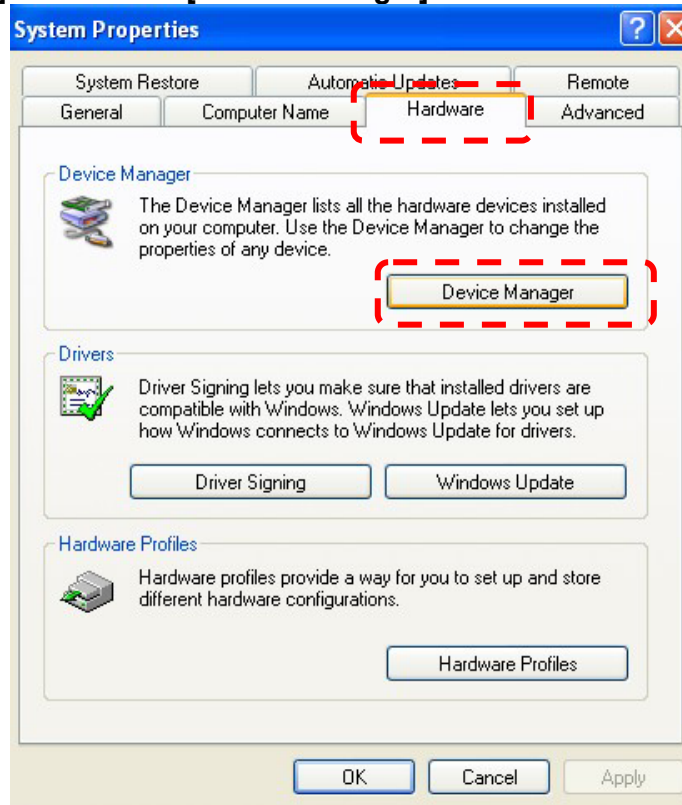 System Properties
System Restore
Automatic Updates
Remote
General
Computer Name
Hardware
Advanced
Device Manager
The Device Manager lists all the hardware devices installed
on your computer. Use the Device Manager to change the
properties of any device.
Device Manager
Drivers
Driver Signing lets you make sure that installed drivers are
compatible with Windows. Windows Update lets you set up
how Windows connects to Windows Update for drivers.
Driver Signing
Windows Update
Hardware Profiles
Hardware profiles provide a way for you to set up and store
different hardware configurations.
Hardware Profiles
OK
Cancel
Apply